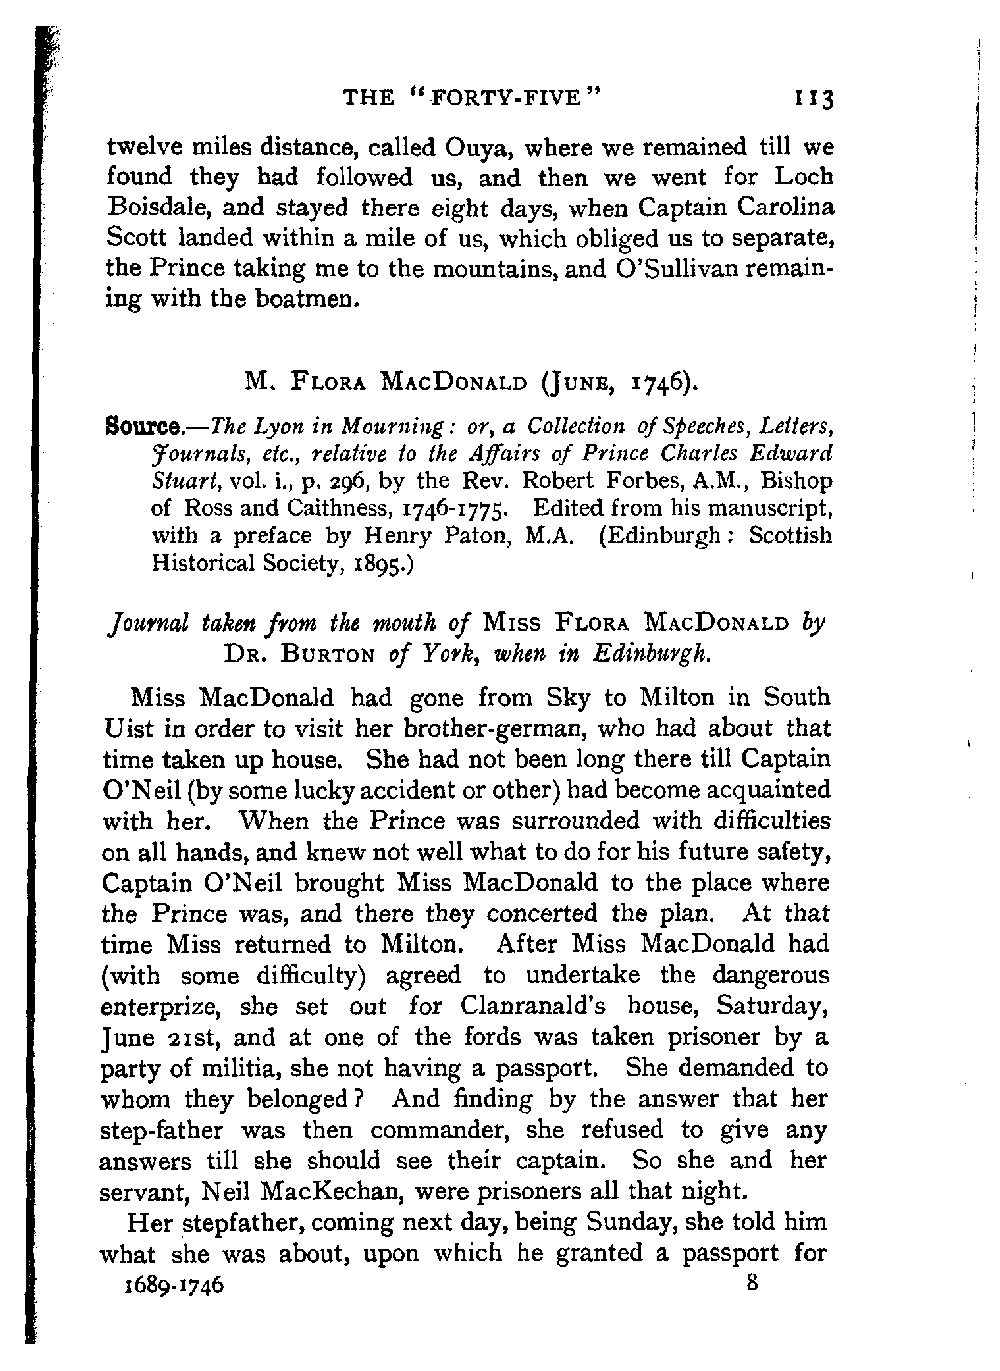 THE "FORTY-FIVE" 113
twelve miles distance, called Ouya, where we remained till we
found they had followed us, and then we went for Loch
Boisdale, and stayed there eight days, when Captain Carolina
Scott landed within a mile of us, which obliged us to separate,
the Prince taking me to the mountains, and O'Sullivan remain-
ing with the boatmen.
M. FLORA MACDONALD (JUNE, 1746).
Source.—The Lyon in Mourning: or, a Collection of Speeches, Letters,
Journals, etc., relative to the Affairs of Prince Charles Edward
Stuart, vol. i., p. 296, by the Rev. Robert Forbes, A.M., Bishop
of Ross and Caithness, 1746-1775. Edited from his manuscript,
with a preface by Henry Paton, M.A. (Edinburgh: Scottish
Historical Society, 1895.)
Journal taken from the mouth of MISS FLORA MACDONALD by
DR. BURTON of York, when in Edinburgh.
Miss MacDonald had gone from Sky to Milton in South
Uist in order to visit her brother-german, who had about that
time taken up house. She had not been long there till Captain
O'Neil (by some lucky accident or other) had become acquainted
with her. When the Prince was surrounded with difficulties
on all hands, and knew not well what to do for his future safety,
Captain O'Neil brought Miss MacDonald to the place where
the Prince was, and there they concerted the plan. At that
time Miss returned to Milton. After Miss MacDonald had
(with some difficulty) agreed to undertake the dangerous
enterprize, she set out for Clanranald's house, Saturday,
June 21st, and at one of the fords was taken prisoner by a
party of militia, she not having a passport. She demanded to
whom they belonged? And finding by the answer that her
step-father was then commander, she refused to give any
answers till she should see their captain. So she and her
servant, Neil MacKechan, were prisoners all that night.
Her stepfather, coming next day, being Sunday, she told him
what she was about, upon which he granted a passport for
1689-1746 8